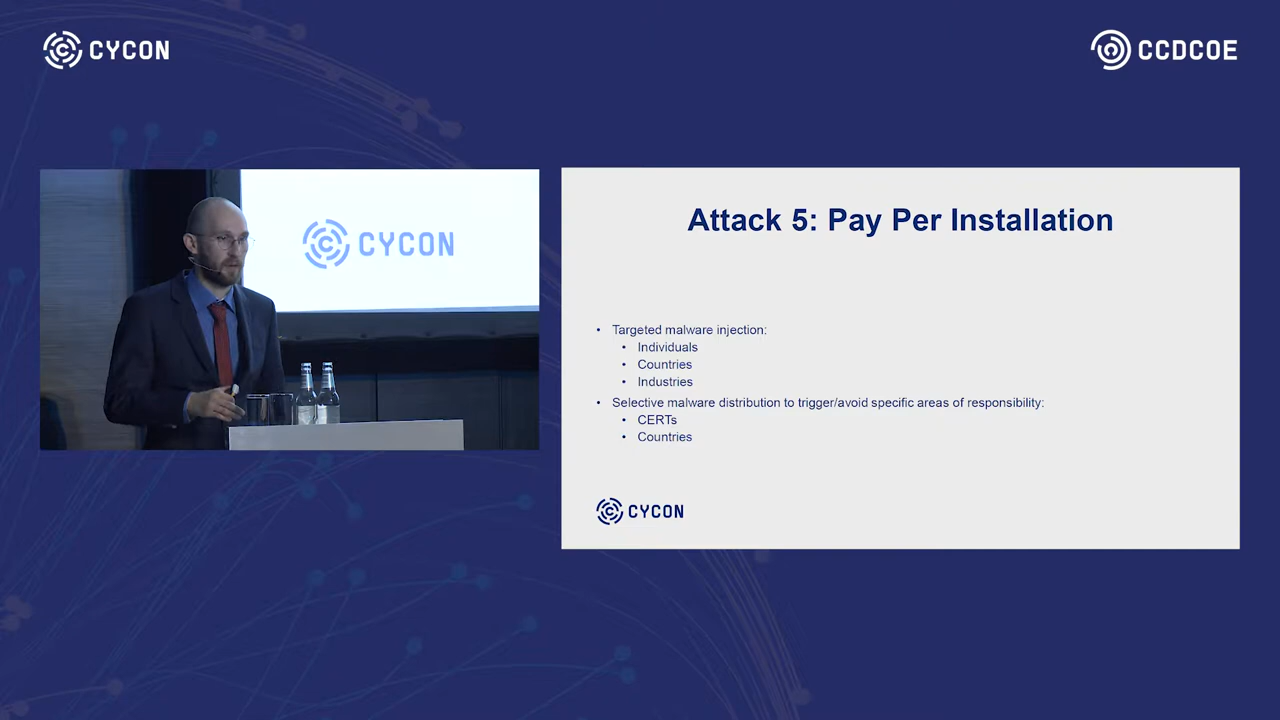 CYCON
CCDCOE
CYCON
Attack 5: Pay Per Installation
• Targeted malware injection:
• Individuals
• Countries
• Industries
• Selective malware distribution to trigger/avoid specific areas of responsibility:
• CERTs
• Countries
CYCON